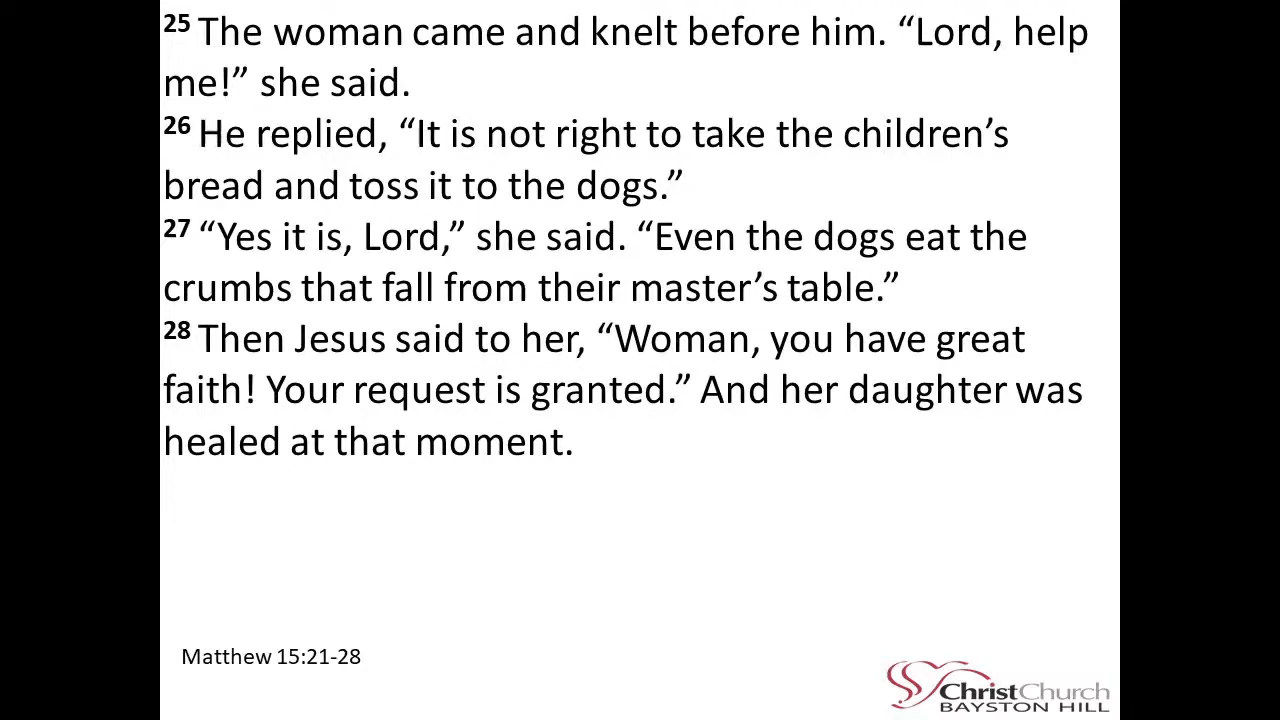 25 The woman came and knelt before him. “Lord, help
me!” she said.
26 He replied, “It is not right to take the children’s
bread and toss it to the dogs.”
27 “Yes it is, Lord,” she said. “Even the dogs eat the
crumbs that fall from their master’s table.”
28 Then Jesus said to her, “Woman, you have great
faith! Your request is granted.” And her daughter was
healed at that moment.
Matthew 15:21-28
ChristChurch
BAYSTON HILL